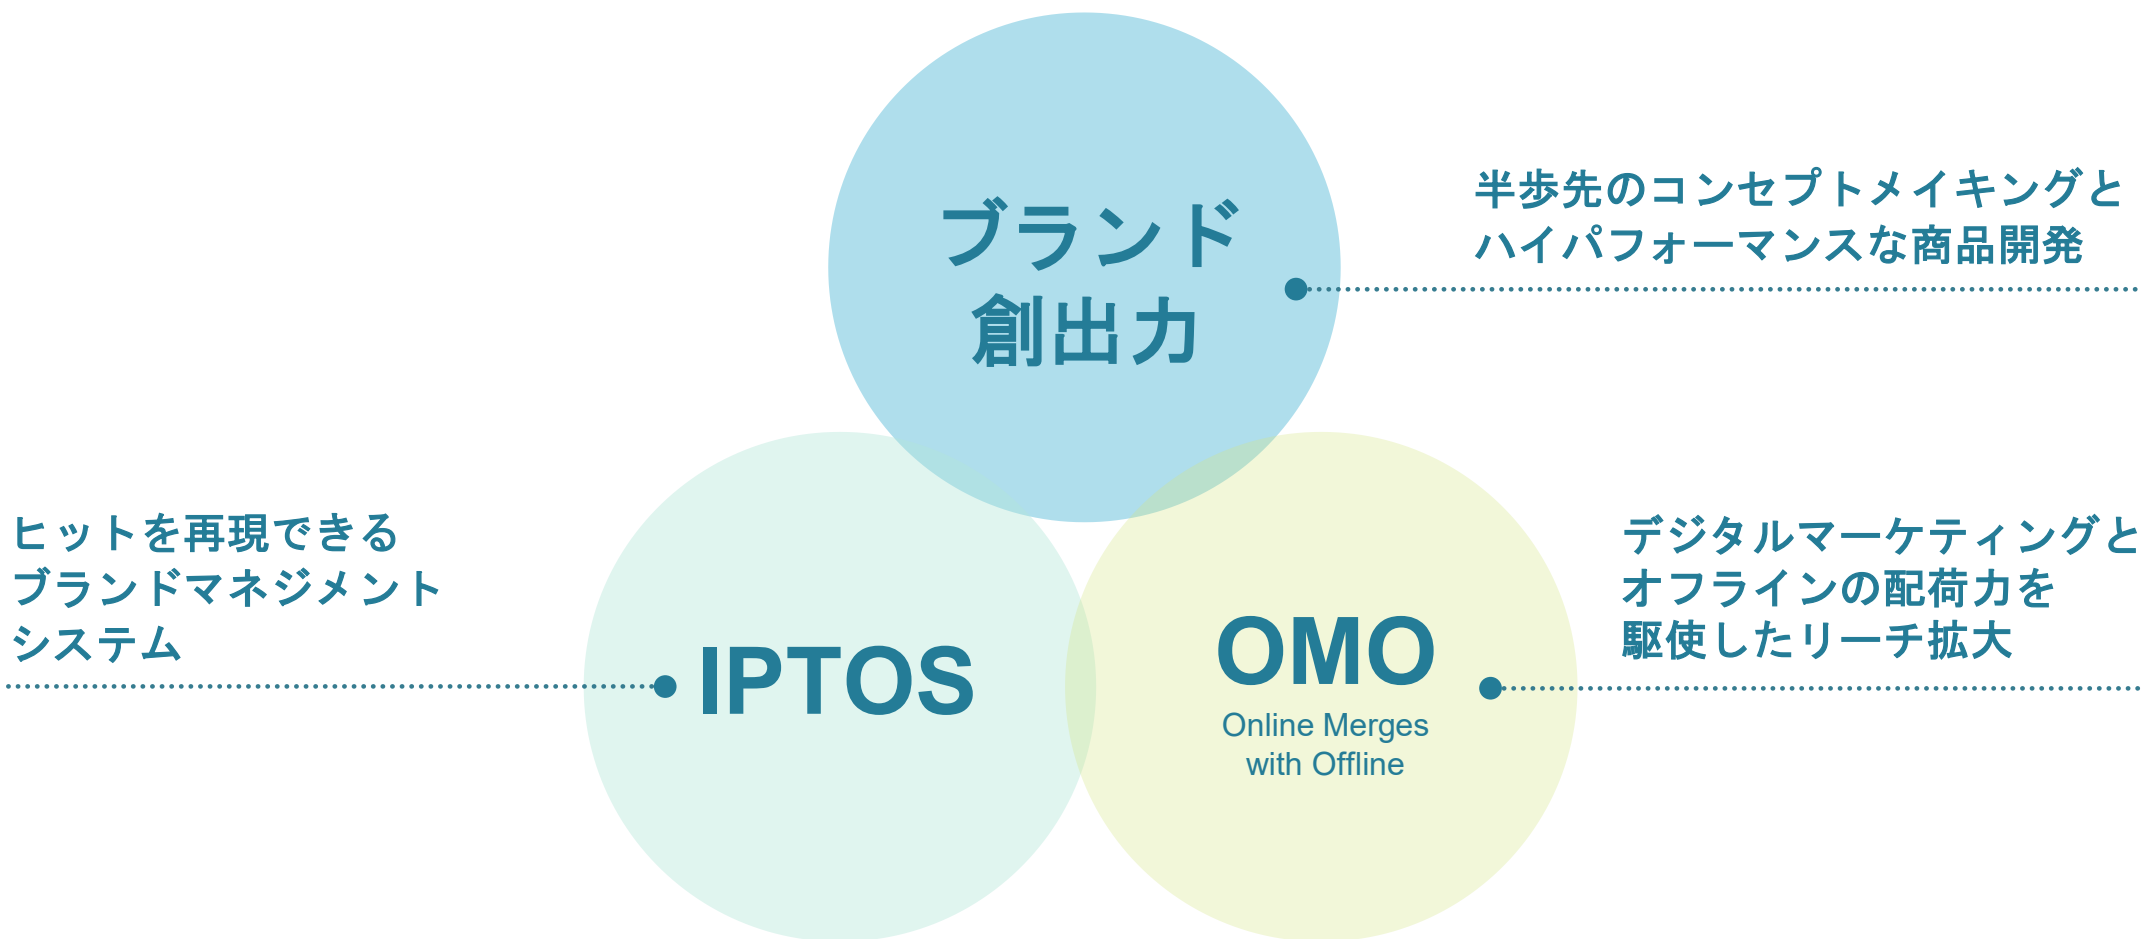 ブランド
創出力
半歩先のコンセプトメイキングと
ハイパフォーマンスな商品開発
ヒットを再現できる
ブランドマネジメント
システム
IPTOS
OMO
Online Merges
with Offline
デジタルマーケティングと
オフラインの配荷力を
駆使したリーチ拡大